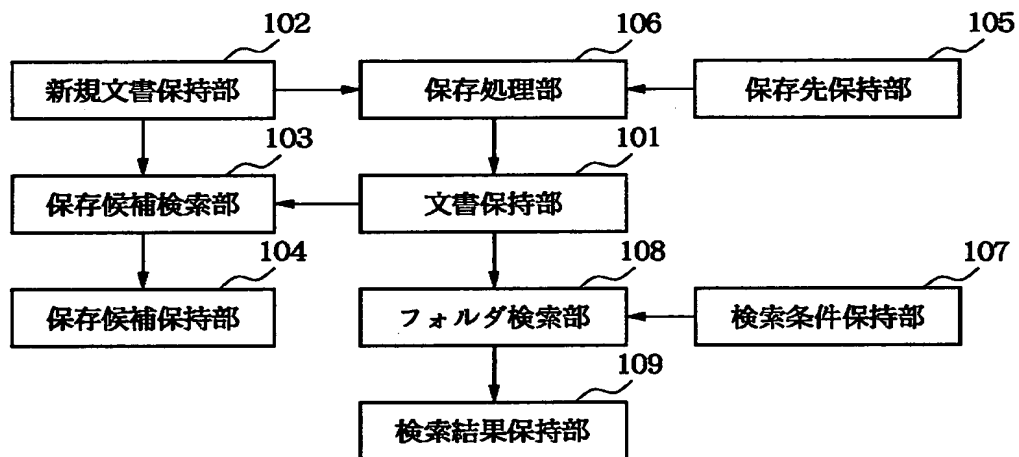 102
106
105
新規文書保持部
保存処理部
保存先保持部
103
101
保存候補検索部
文書保持部
104
108
107
保存候補保持部
フォルダ検索部
検索条件保持部
109
検索結果保持部